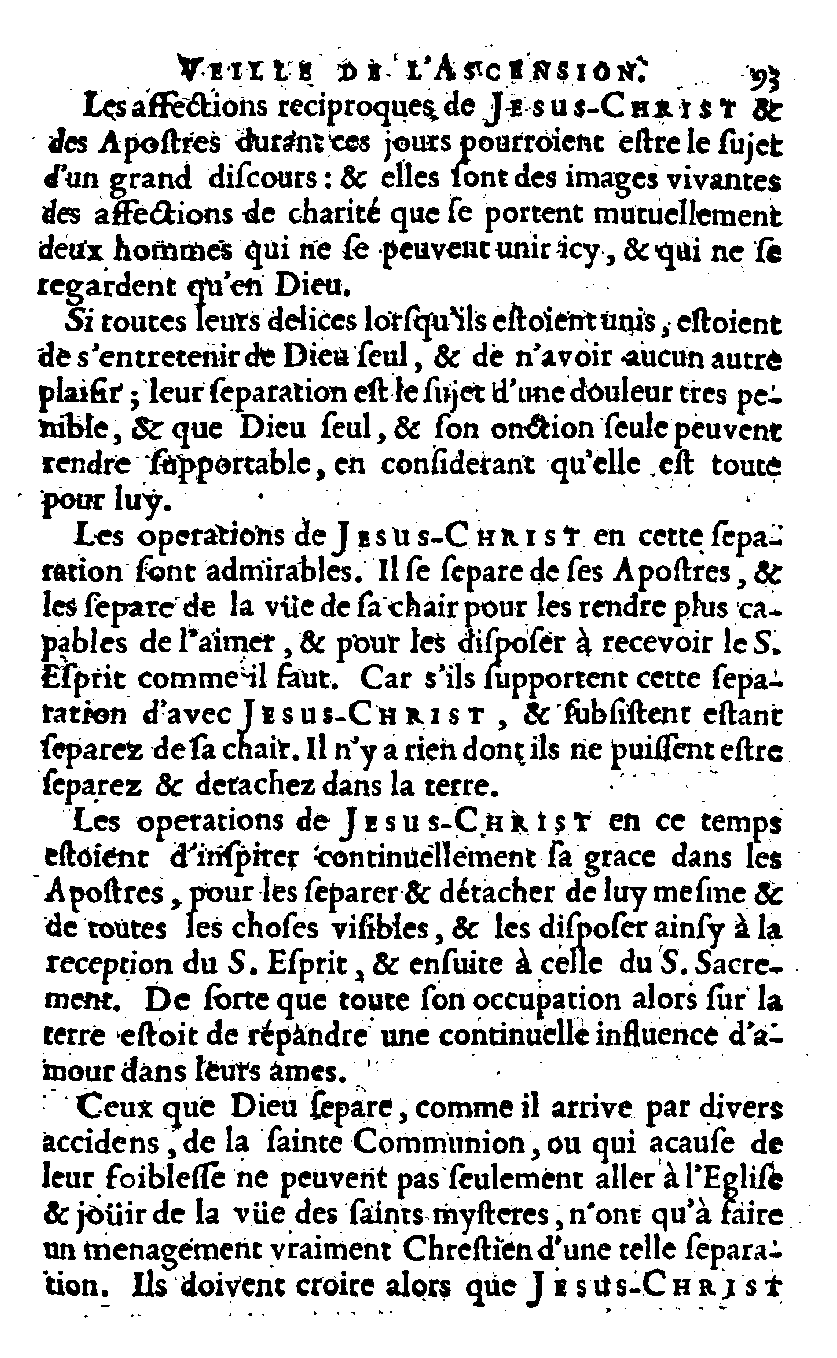 VEILLE DE L'ASCENSION. 93
Les affections reciproques de JESUS-CHRIST &
des Apoſtres durant ces jours pourroient eſtre le ſujet
d'un grand diſcours : & elles ſont des images vivantes
des affections de charité que ſe portent mutuellement
deux hommes qui ne ſe peuvent unir icy, & qui ne ſe
regardent qu'en Dieu.
Si toutes leurs delices lorſqu'ils eſtoient unis, eſtoient
de s'entretenir de Dieu ſeul, & de n'avoir aucun autre
plaiſir ; leur ſeparation eſt le ſujet d'une douleur tres pe-
nible, & que Dieu ſeul, & ſon onction ſeule peuvent
rendre ſupportable, en conſiderant qu'elle eſt toute
pour luy.
Les operations de JESUS-CHRIST en cette ſepa-
ration ſont admirables. Il ſe ſepare de ſes Apoſtres, &
les ſepare de la vüe de ſa chair pour les rendre plus ca-
pables de l'aimer, & pour les diſpoſer à recevoir le S.
Eſprit comme il faut. Car s'ils ſupportent cette ſepa-
ration d'avec JESUS-CHRIST, & ſubſiſtent eſtant
ſeparez de ſa chair. Il n'y a rien dont ils ne puiſſent eſtre
ſeparez & detachez dans la terre.
Les operations de JESUS-CHRIST en ce temps
eſtoient d'inſpirer continuellement ſa grace dans les
Apoſtres, pour les ſeparer & détacher de luy meſme &
de toutes les choſes viſibles, & les diſpoſer ainſy à la
reception du S. Eſprit, & enſuite à celle du S. Sacre-
ment. De ſorte que toute ſon occupation alors ſur la
terre eſtoit de répandre une continuelle influence d'a-
mour dans leurs ames.
Ceux que Dieu ſepare, comme il arrive par divers
accidens, de la ſainte Communion, ou qui acauſe de
leur foibleſſe ne peuvent pas ſeulement aller à l'Egliſe
& joüir de la vüe des ſaints myſteres, n'ont qu'à faire
un menagement vraiment Chreſtien d'une telle ſepara-
tion. Ils doivent croire alors que JESUS-CHRIST